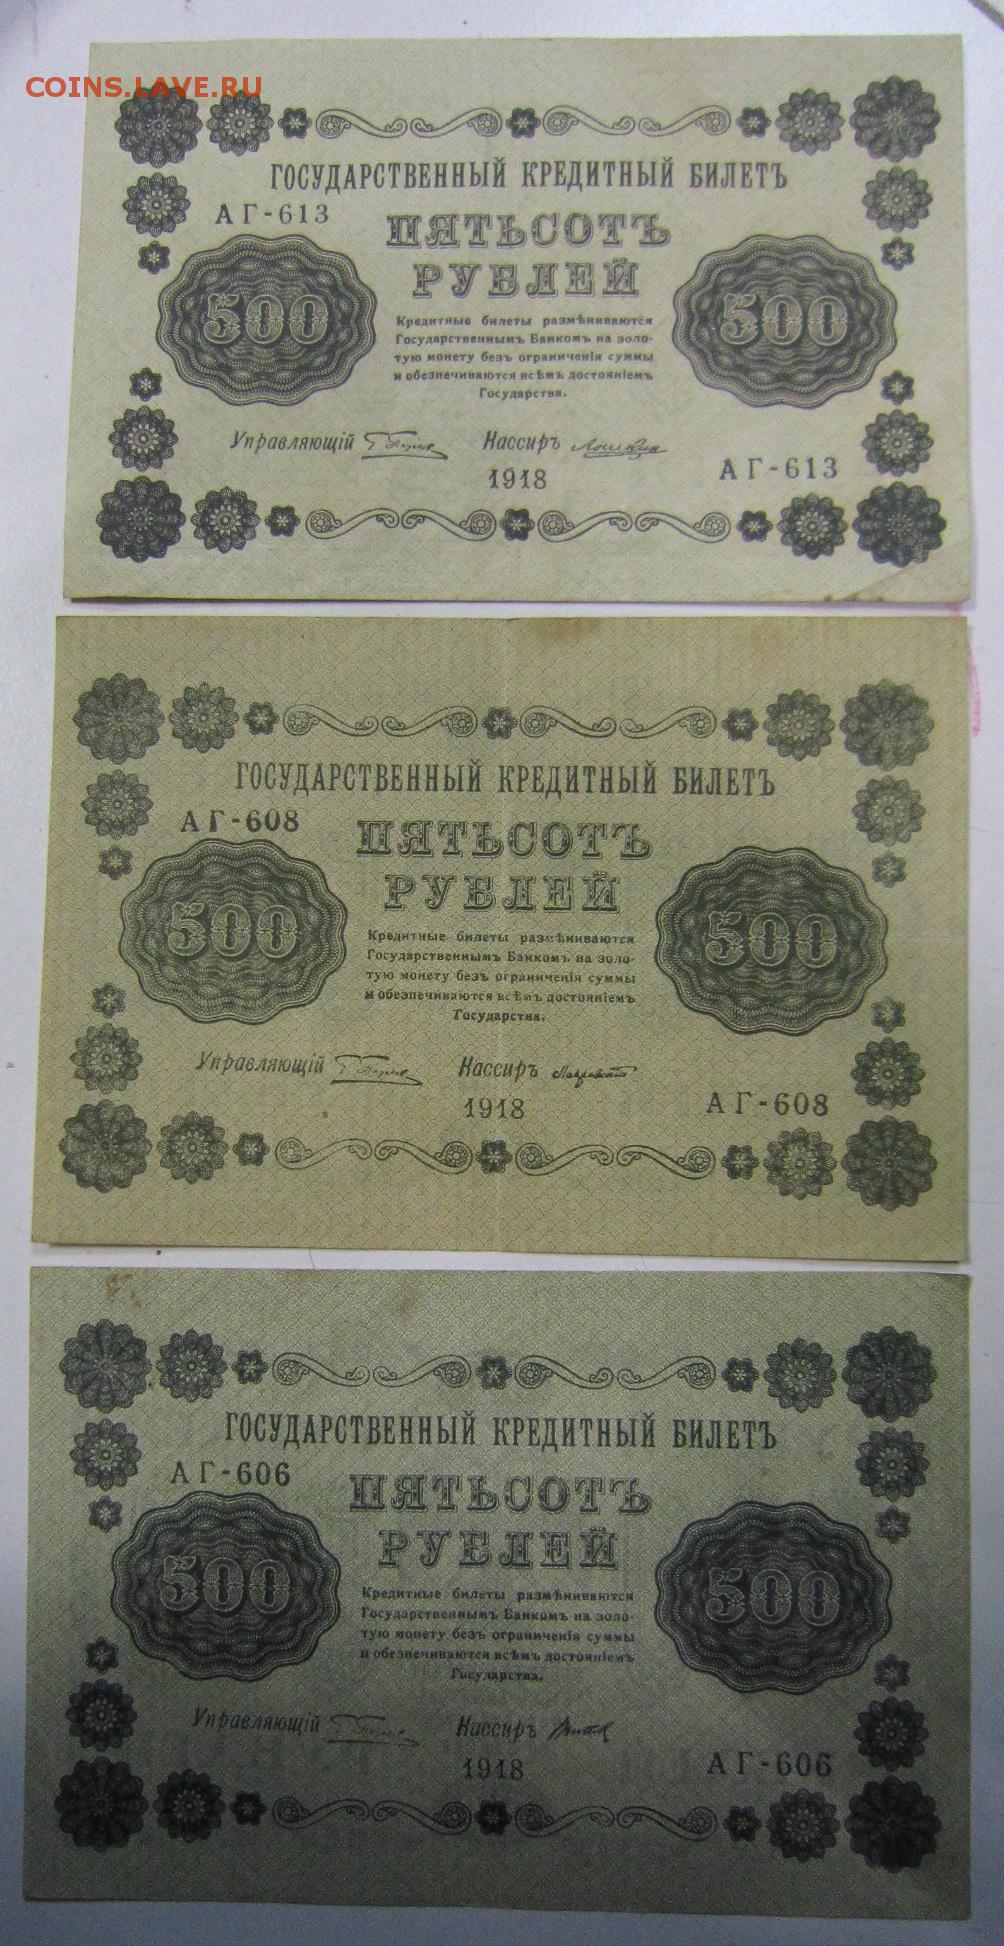 COINS.LAVE.RU
ГОСУДАРСТВЕННЫЙ КРЕДИТНЫЙ БИЛЕТЪ
АГ-613
ПЯТЬСОТЪ
РУБЛЕЙ
500
500
Кредитные билеты размѣниваются
Государственнымъ Банкомъ на золо-
тую монету безъ ограниченія суммы
и обезпечиваются всѣмъ достояніемъ
Государства.
Управляющій
Кассиръ
1918
АГ-613
ГОСУДАРСТВЕННЫЙ КРЕДИТНЫЙ БИЛЕТЪ
АГ-608
ПЯТЬСОТЪ
РУБЛЕЙ
500
500
Кредитные билеты размѣниваются
Государственнымъ Банкомъ на золо-
тую монету безъ ограниченія суммы
и обезпечиваются всѣмъ достояніемъ
Государства.
Управляющій
Кассиръ
1918
АГ-608
ГОСУДАРСТВЕННЫЙ КРЕДИТНЫЙ БИЛЕТЪ
АГ-606
ПЯТЬСОТЪ
РУБЛЕЙ
500
500
Кредитные билеты размѣниваются
Государственнымъ Банкомъ на золо-
тую монету безъ ограниченія суммы
и обезпечиваются всѣмъ достояніемъ
Государства.
Управляющій
Кассиръ
1918
АГ-606